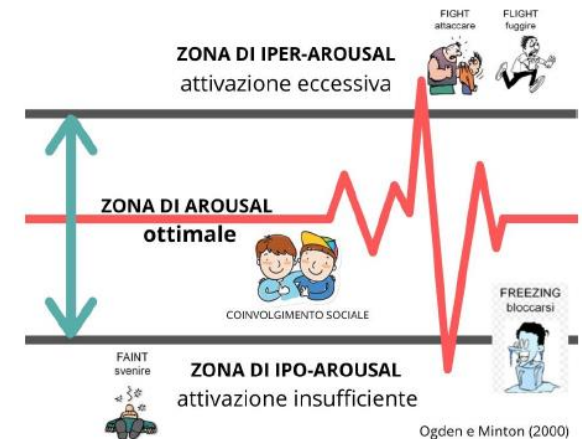 FIGHT
attaccare
FLIGHT
fuggire
ZONA DI IPER-AROUSAL
attivazione eccessiva
ZONA DI AROUSAL
ottimale
COINVOLGIMENTO SOCIALE
FREEZING
bloccarsi
FAINT
svenire
ZONA DI IPO-AROUSAL
attivazione insufficiente
Ogden e Minton (2000)